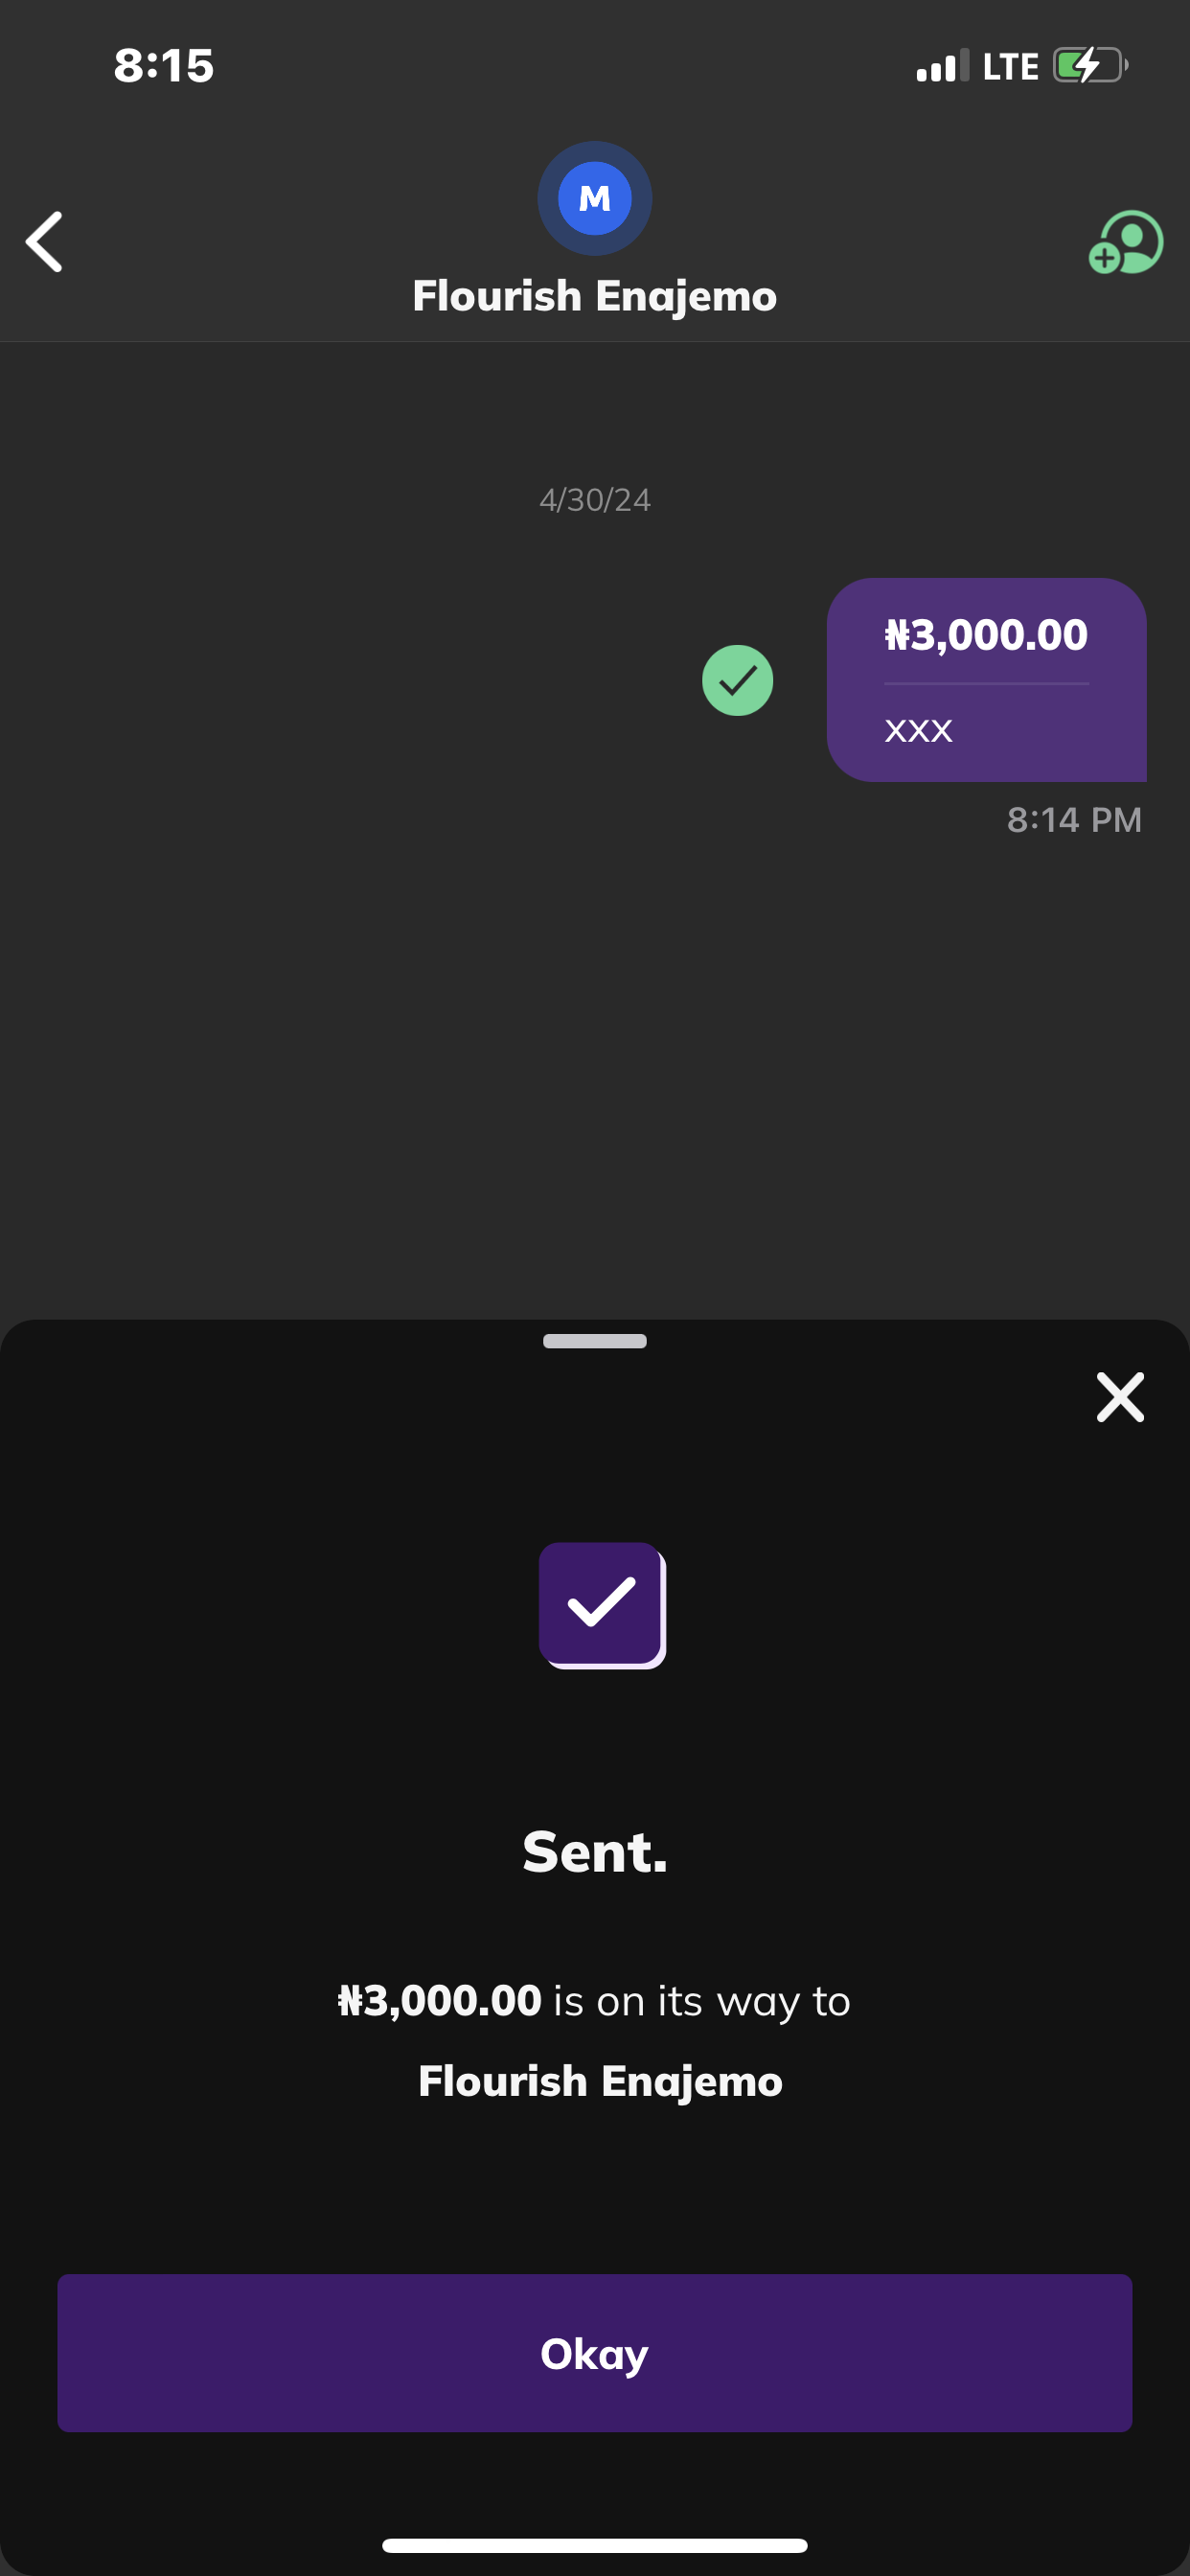 8:15
LTE
M
Flourish Enajemo
4/30/24
₦3,000.00
xxx
8:14 PM
Sent.
₦3,000.00 is on its way to
Flourish Enajemo
Okay